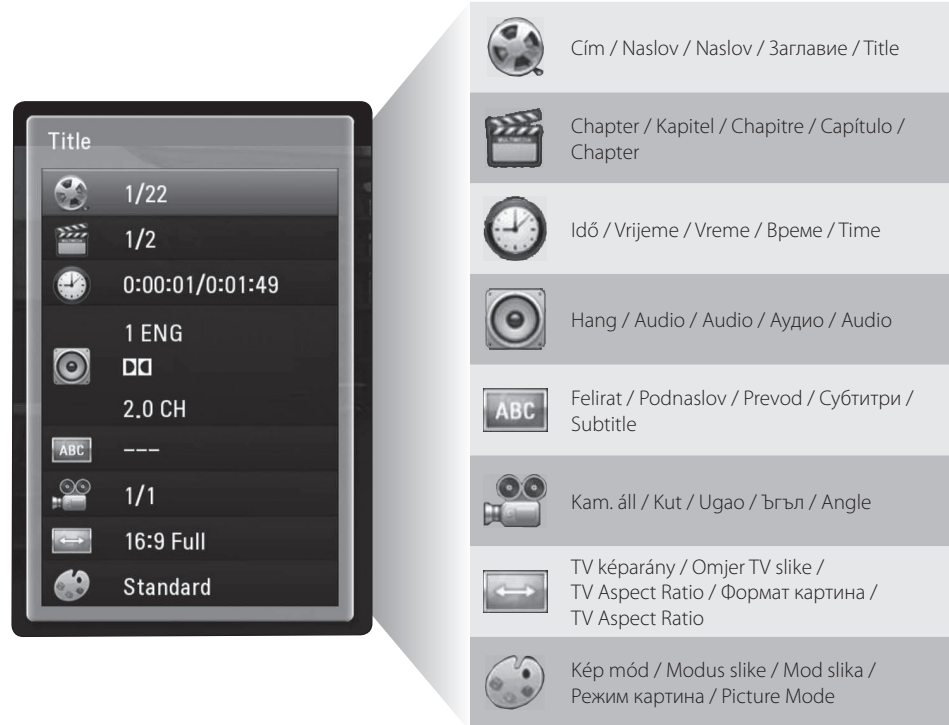 Title
1/22
1/2
0:00:01/0:01:49
1 ENG
2.0 CH
ABC
---
1/1
16:9 Full
Standard
Cím / Naslov / Naslov / Заглавие / Title
MULTIMEDIA
Chapter / Kapitel / Chapitre / Capítulo /
Chapter
Idő / Vrijeme / Vreme / Време / Time
Hang / Audio / Audio / Аудио / Audio
ABC
Felirat / Podnaslov / Prevod / Субтитри /
Subtitle
Kam. áll / Kut / Ugao / Ъгъл / Angle
TV képarány / Omjer TV slike /
TV Aspect Ratio / Формат картина /
TV Aspect Ratio
Kép mód / Modus slike / Mod slika /
Режим картина / Picture Mode